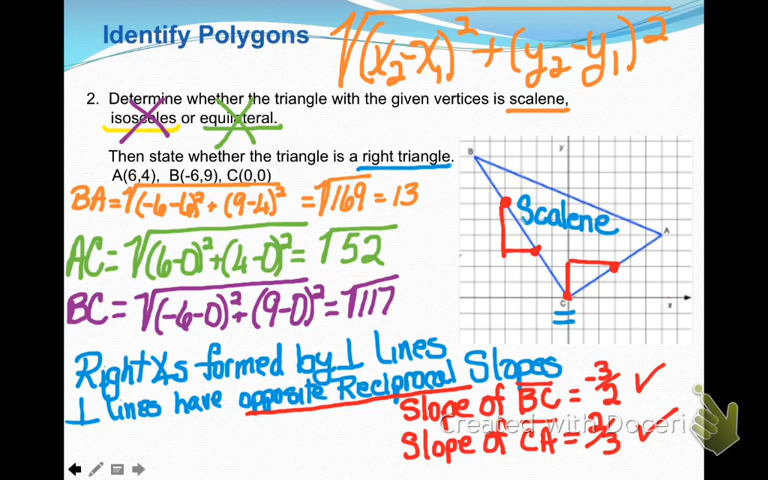 Identify Polygons
√(x₂-x₁)² + (y₂-y₁)²
2. Determine whether the triangle with the given vertices is scalene,
isosceles or equilateral.
Then state whether the triangle is a right triangle.
A(6,4), B(-6,9), C(0,0)
BA=√(-6-6)² + (9-4)² = √169 = 13
AC=√(6-0)²+(4-0)² = √52
BC=√(-6-0)²+(9-0)²=√117
B
y
Scalene
A
C
x
=
Right ∡s formed by ⊥ lines
⊥ lines have opposite Reciprocal Slopes
Slope of BC = -3/2 ✓
Slope of CA = 2/3 ✓
Created with Doceri